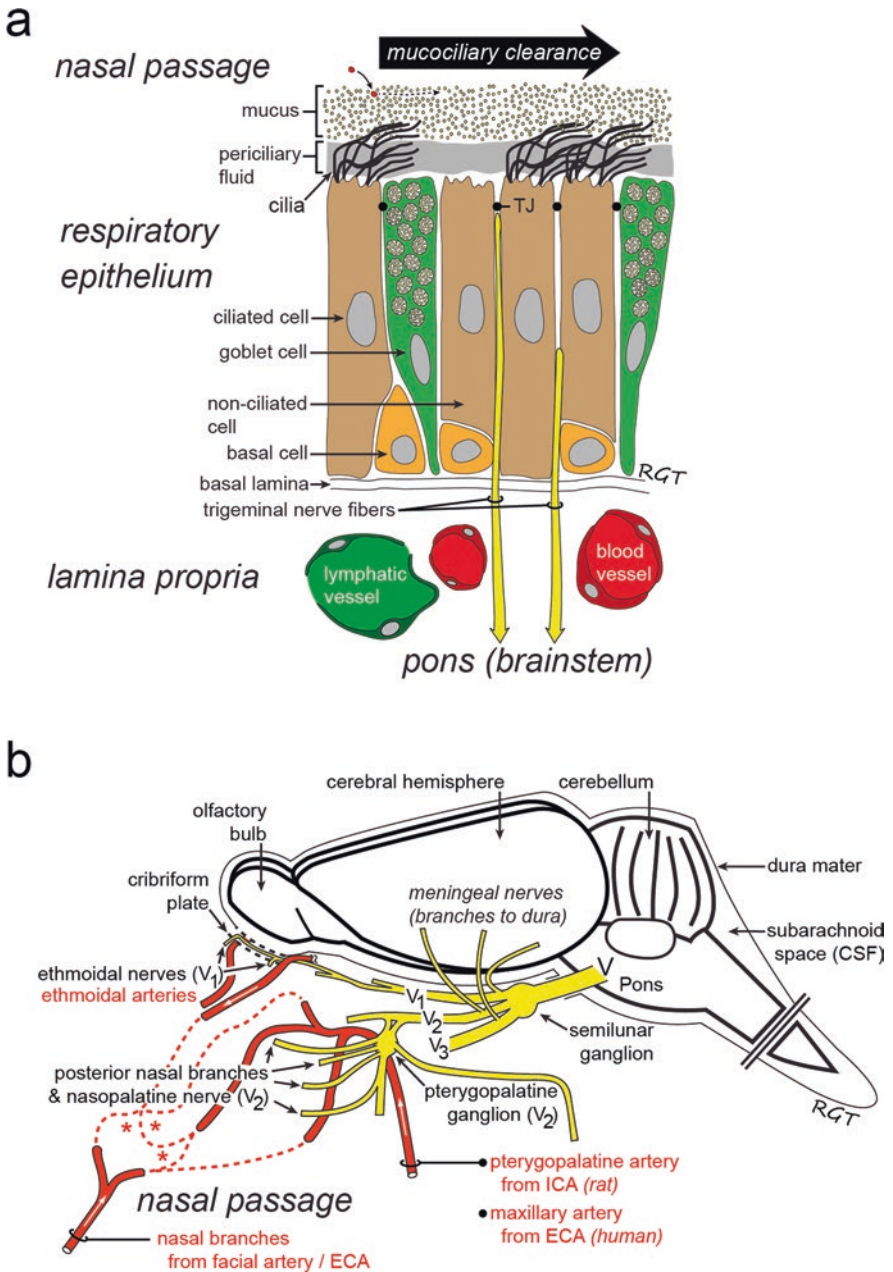 a
nasal passage
mucociliary clearance
mucus
periciliary
fluid
cilia
TJ
respiratory
epithelium
ciliated cell
goblet cell
non-ciliated
cell
basal cell
basal lamina
RGT
trigeminal nerve fibers
lamina propria
lymphatic
vessel
blood
vessel
pons (brainstem)
b
cerebral hemisphere
cerebellum
olfactory
bulb
dura mater
cribriform
plate
meningeal nerves
(branches to dura)
subarachnoid
space (CSF)
ethmoidal nerves (V1)
ethmoidal arteries
V1
V2
V3
V
Pons
semilunar
ganglion
posterior nasal branches
& nasopalatine nerve (V2)
pterygopalatine
ganglion (V2)
RGT
* *
*
nasal passage
pterygopalatine artery
from ICA (rat)
maxillary artery
from ECA (human)
nasal branches
from facial artery / ECA